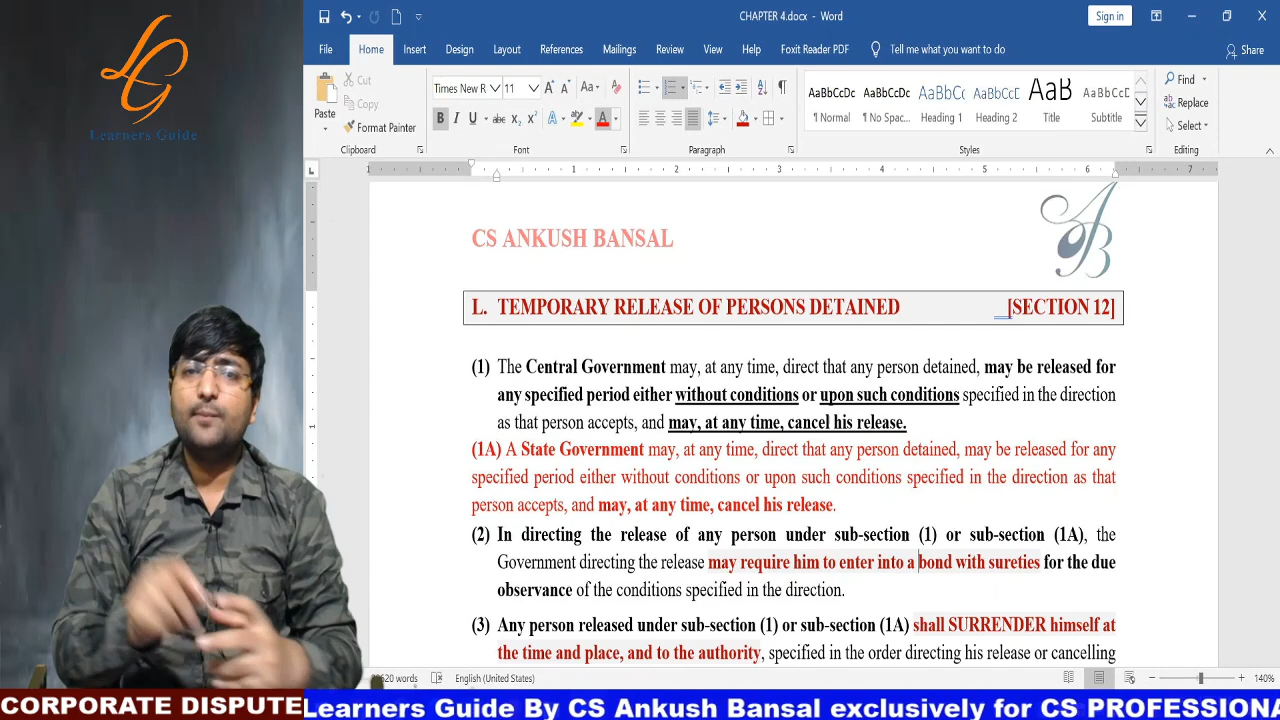 LG
Learners Guide
CHAPTER 4.docx - Word
Sign in
File Home Insert Design Layout References Mailings Review View Help Foxit Reader PDF Tell me what you want to do Share
Paste
Cut
Copy
Format Painter
Clipboard
Times New R 11
Font
Paragraph
AaBbCcDc AaBbCcDc AaBbCc AaBbCcD AaB AaBbCcD
¶ Normal ¶ No Spac... Heading 1 Heading 2 Title Subtitle
Styles
Find
Replace
Select
Editing
1 1 2 3 4 5 6 7
CS ANKUSH BANSAL
AB
L. TEMPORARY RELEASE OF PERSONS DETAINED [SECTION 12]
(1) The Central Government may, at any time, direct that any person detained, may be released for
any specified period either without conditions or upon such conditions specified in the direction
as that person accepts, and may, at any time, cancel his release.
(1A) A State Government may, at any time, direct that any person detained, may be released for any
specified period either without conditions or upon such conditions specified in the direction as that
person accepts, and may, at any time, cancel his release.
(2) In directing the release of any person under sub-section (1) or sub-section (1A), the
Government directing the release may require him to enter into a bond with sureties for the due
observance of the conditions specified in the direction.
(3) Any person released under sub-section (1) or sub-section (1A) shall SURRENDER himself at
the time and place, and to the authority, specified in the order directing his release or cancelling
words English (United States) 140%
CORPORATE DISPUTE Learners Guide By CS Ankush Bansal exclusively for CS PROFESSIONA